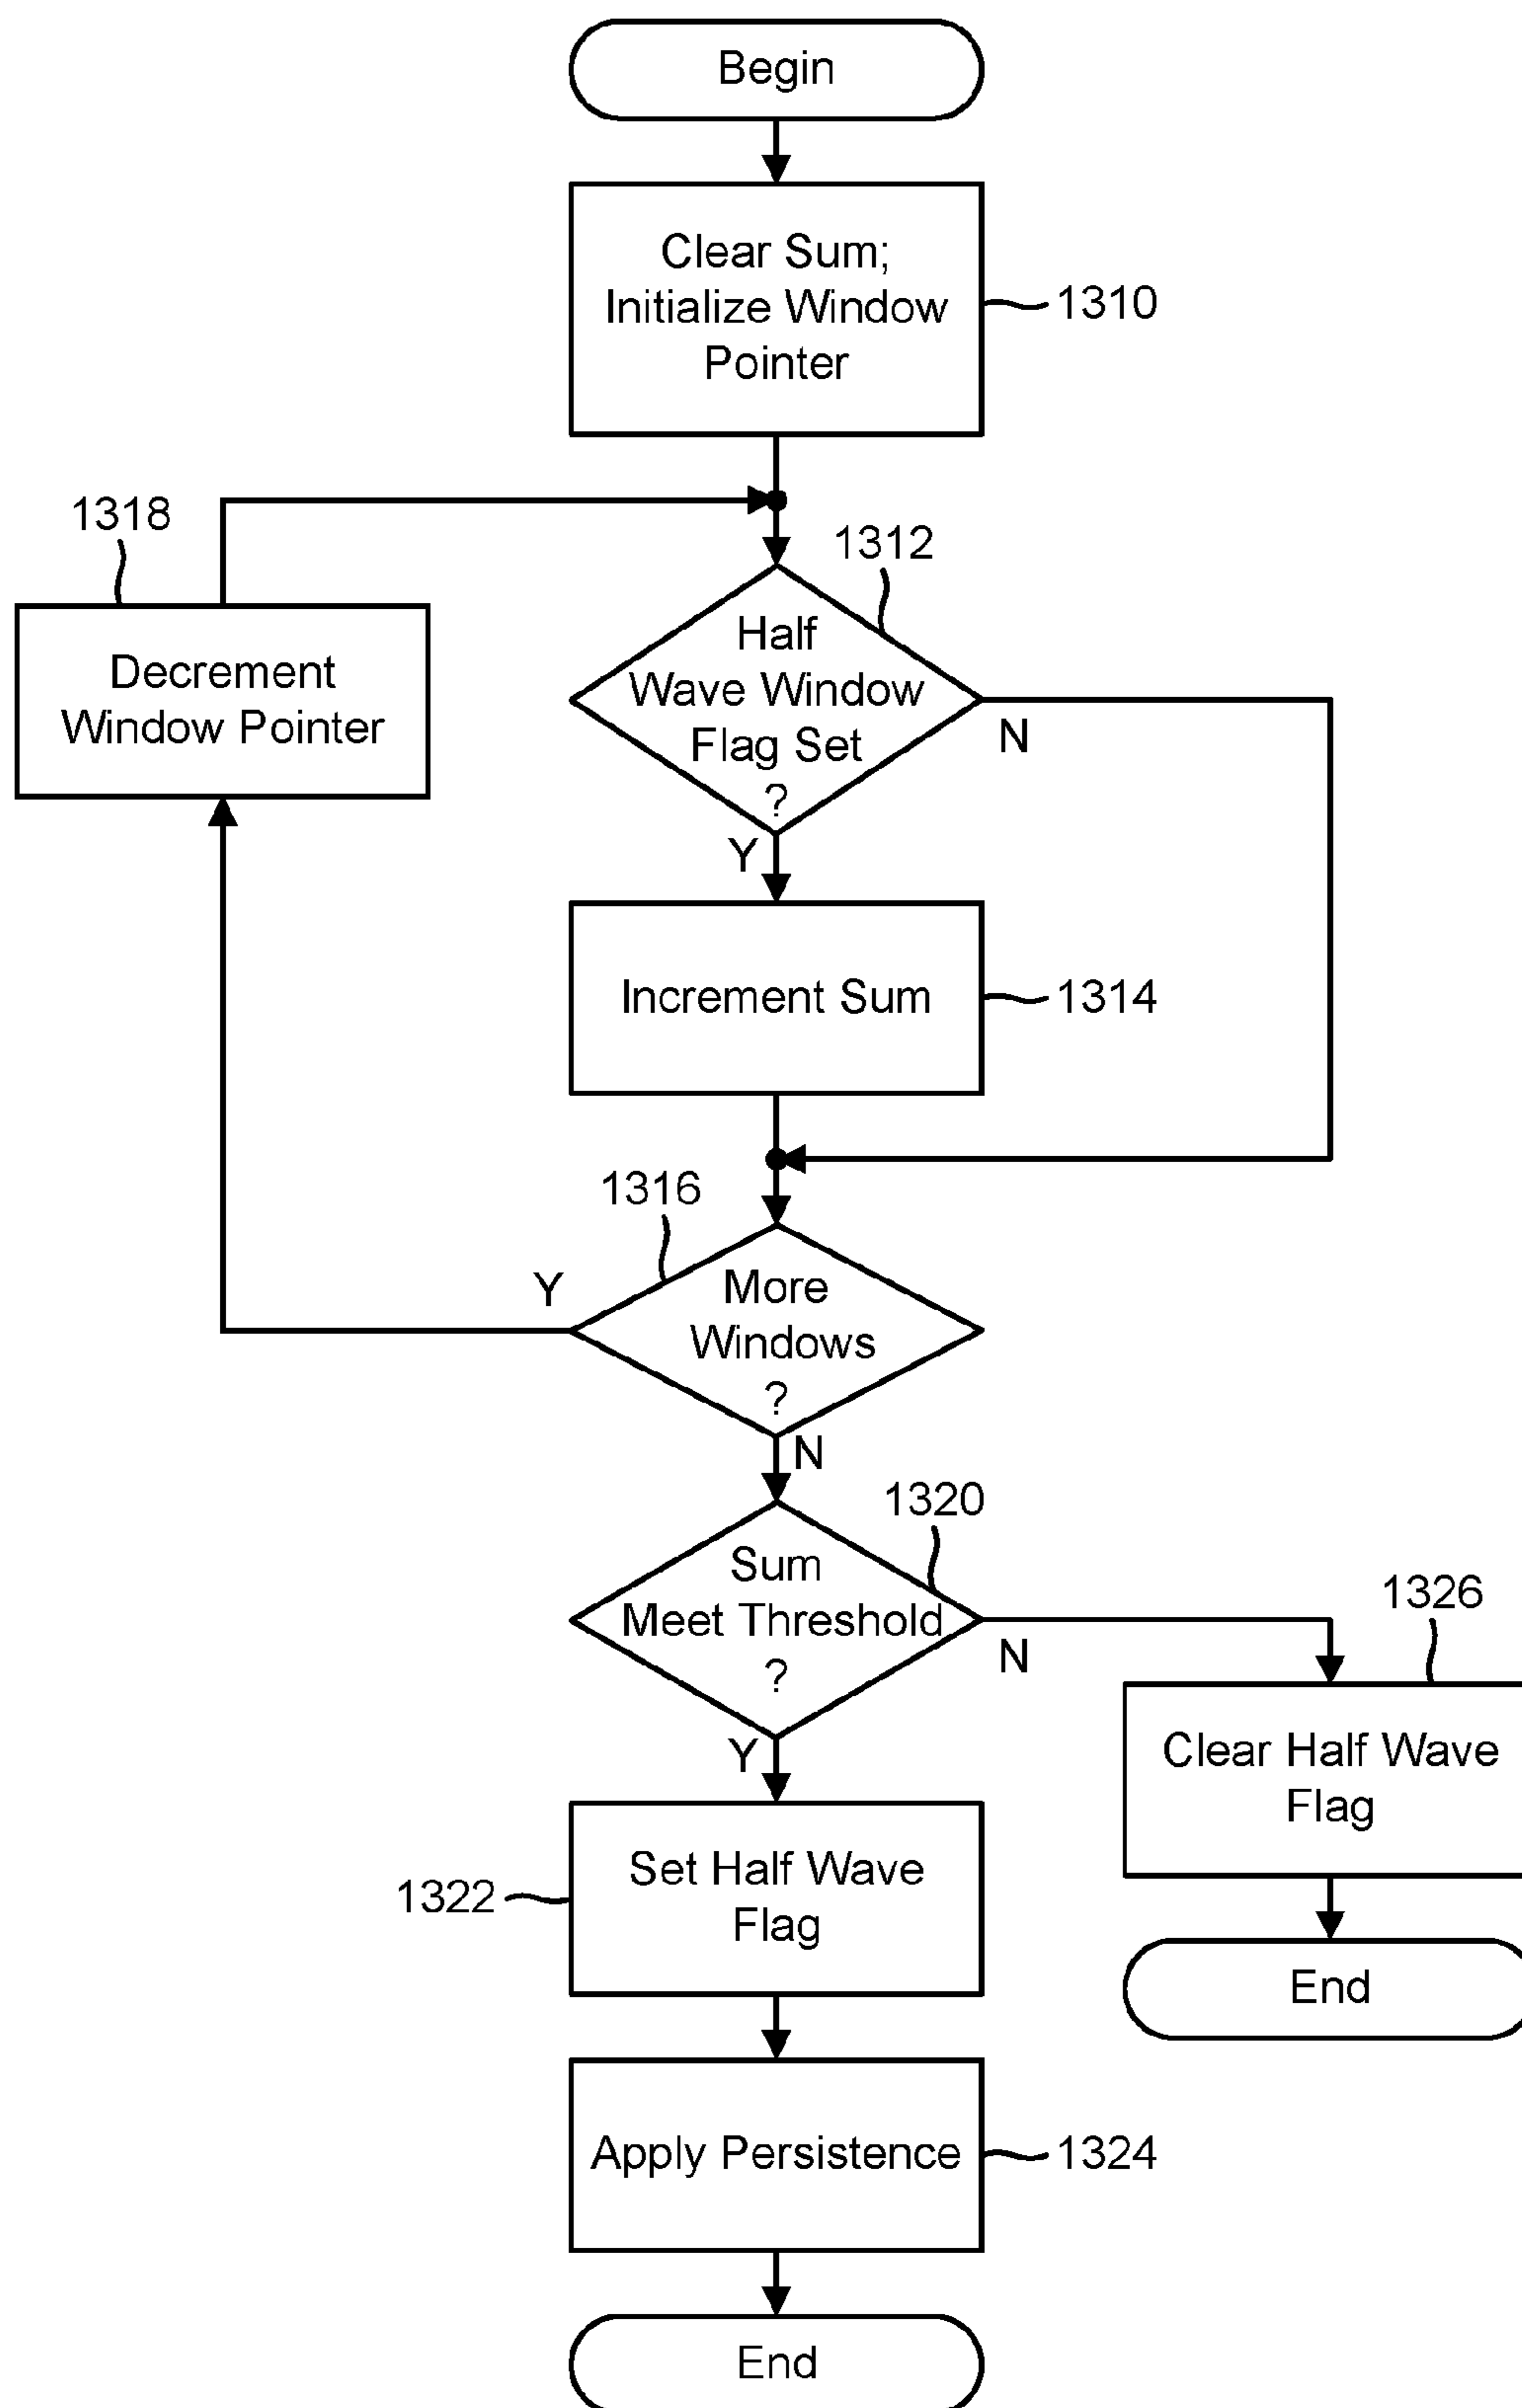 Begin
Clear Sum;
Initialize Window
Pointer
1310
1318
Decrement
Window Pointer
1312
Half
Wave Window
Flag Set
?
N
Y
Increment Sum
1314
1316
Y
More
Windows
?
N
1320
Sum
Meet Threshold
?
N
Y
1326
Clear Half Wave
Flag
End
1322
Set Half Wave
Flag
Apply Persistence
1324
End